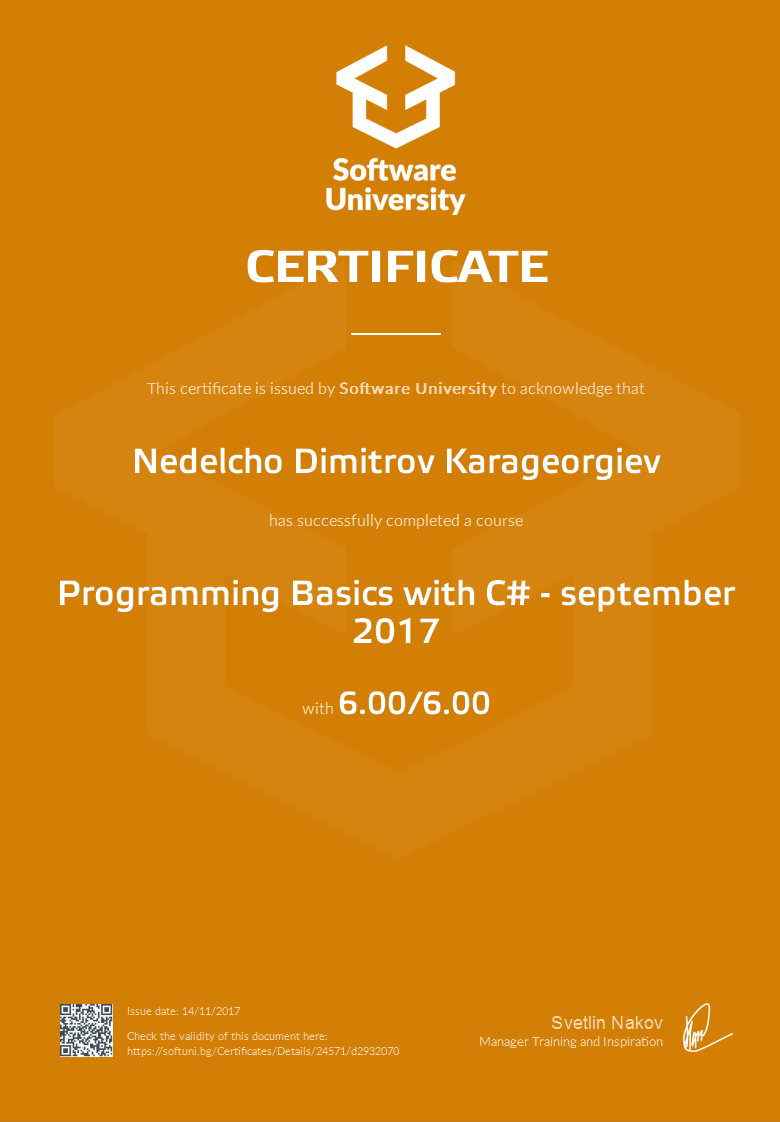 Software
University
CERTIFICATE
This certificate is issued by Software University to acknowledge that
Nedelcho Dimitrov Karageorgiev
has successfully completed a course
Programming Basics with C# - september
2017
with 6.00/6.00
Issue date: 14/11/2017
Check the validity of this document here:
https://softuni.bg/Certificates/Details/24571/d2932070
Svetlin Nakov
Manager Training and Inspiration